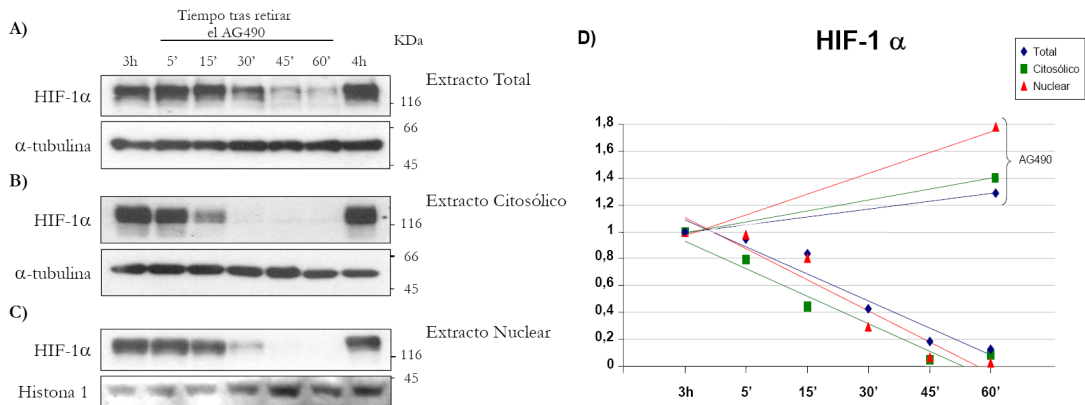 Tiempo tras retirar
el AG490
A)
KDa
3h 5' 15' 30' 45' 60' 4h
Extracto Total
HIF-1α
116
66
α-tubulina
45
B)
Extracto Citosólico
HIF-1α
116
66
α-tubulina
45
C)
Extracto Nuclear
HIF-1α
116
45
Histona 1
D)
HIF-1 α
Total
Citosólico
Nuclear
1,8
1,6
1,4
1,2
1
0,8
0,6
0,4
0,2
0
AG490
3h 5' 15' 30' 45' 60'